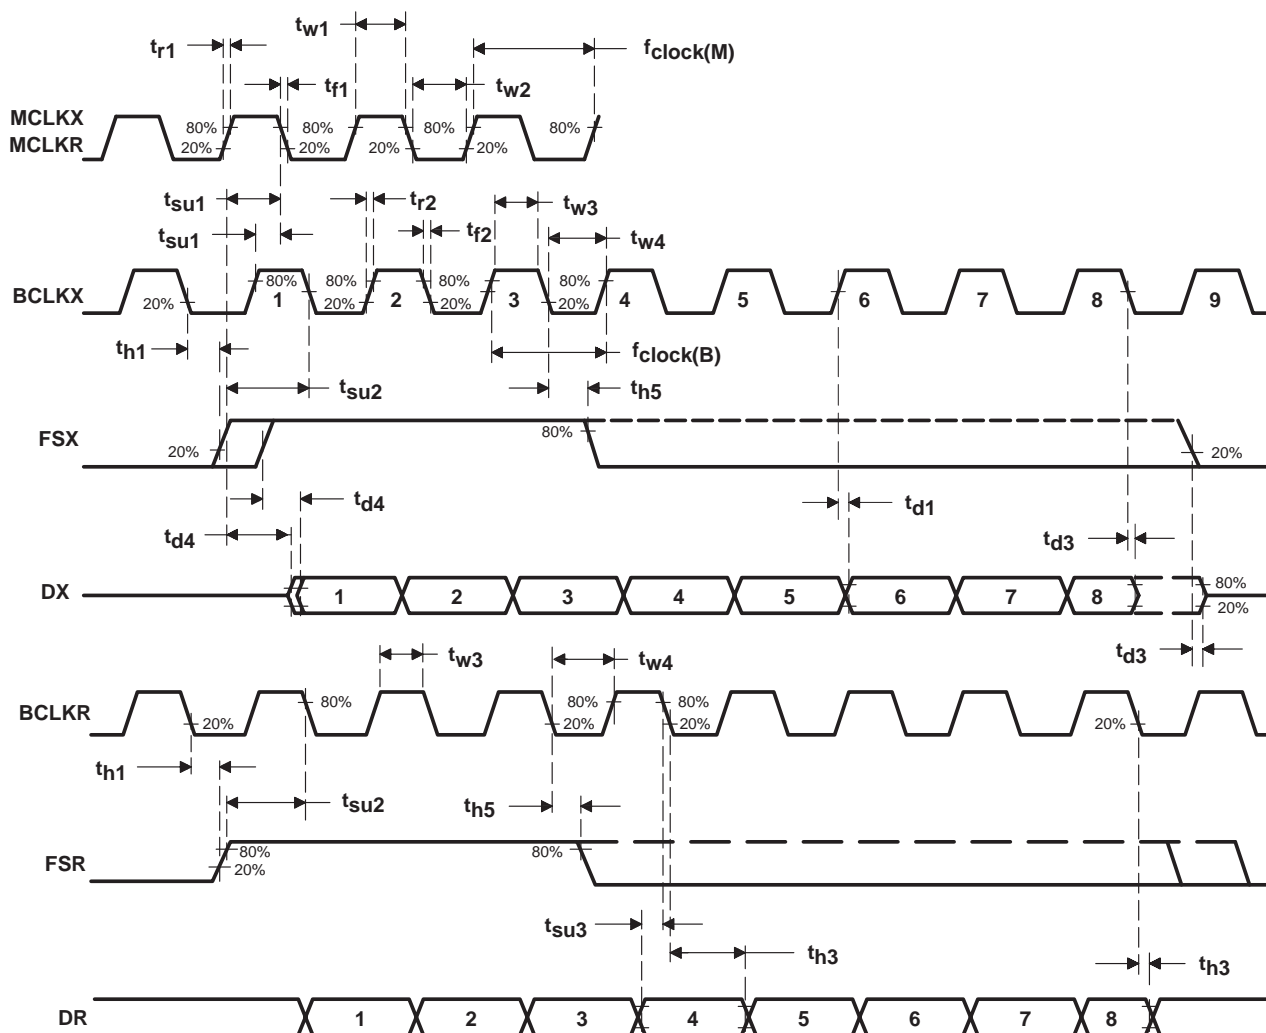 tw1
tr1
fclock(M)
tf1
tw2
MCLKX
MCLKR
80% 80% 80% 80%
20% 20% 20% 20%
tsu1
tr2
tw3
tsu1
tf2
tw4
BCLKX
20% 80% 80% 80% 80%
20% 20% 20%
1 2 3 4 5 6 7 8 9
th1
fclock(B)
tsu2
th5
FSX
20% 80% 20%
td4
td1
td4
td3
DX
1 2 3 4 5 6 7 8
80%
20%
tw3
tw4
td3
BCLKR
20% 80% 80% 80%
20% 20% 20%
th1
tsu2
th5
FSR
80% 80%
20%
tsu3
th3
th3
DR
1 2 3 4 5 6 7 8